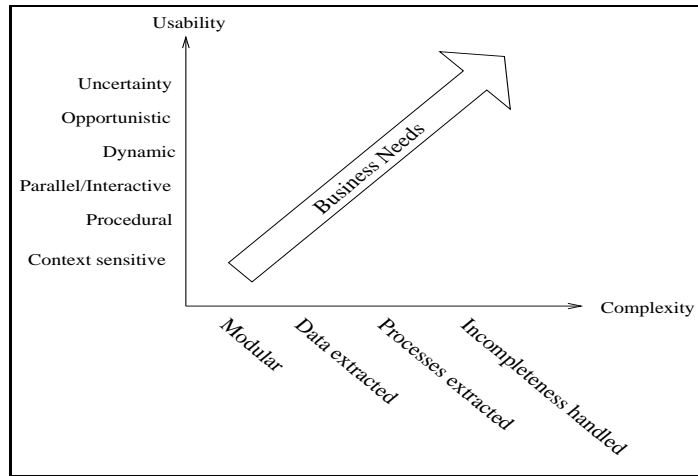 Usability
Uncertainty
Opportunistic
Dynamic
Parallel/Interactive
Procedural
Context sensitive
Business Needs
Complexity
Modular
Data extracted
Processes extracted
Incompleteness handled